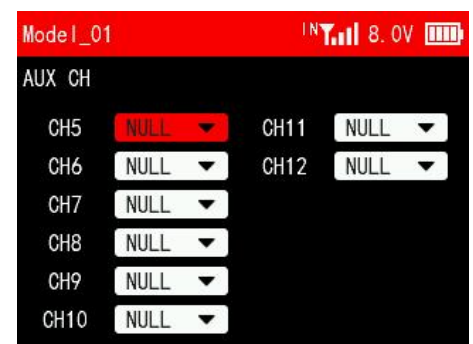 Model_01 IN 8.0V
AUX CH
CH5 NULL CH11 NULL
CH6 NULL CH12 NULL
CH7 NULL
CH8 NULL
CH9 NULL
CH10 NULL